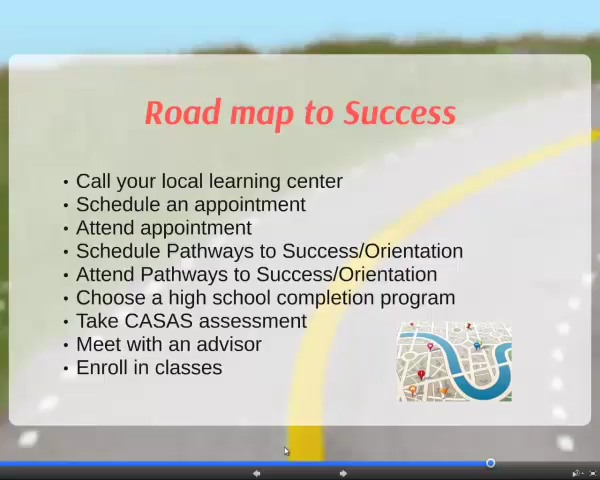 Road map to Success
• Call your local learning center
• Schedule an appointment
• Attend appointment
• Schedule Pathways to Success/Orientation
• Attend Pathways to Success/Orientation
• Choose a high school completion program
• Take CASAS assessment
• Meet with an advisor
• Enroll in classes